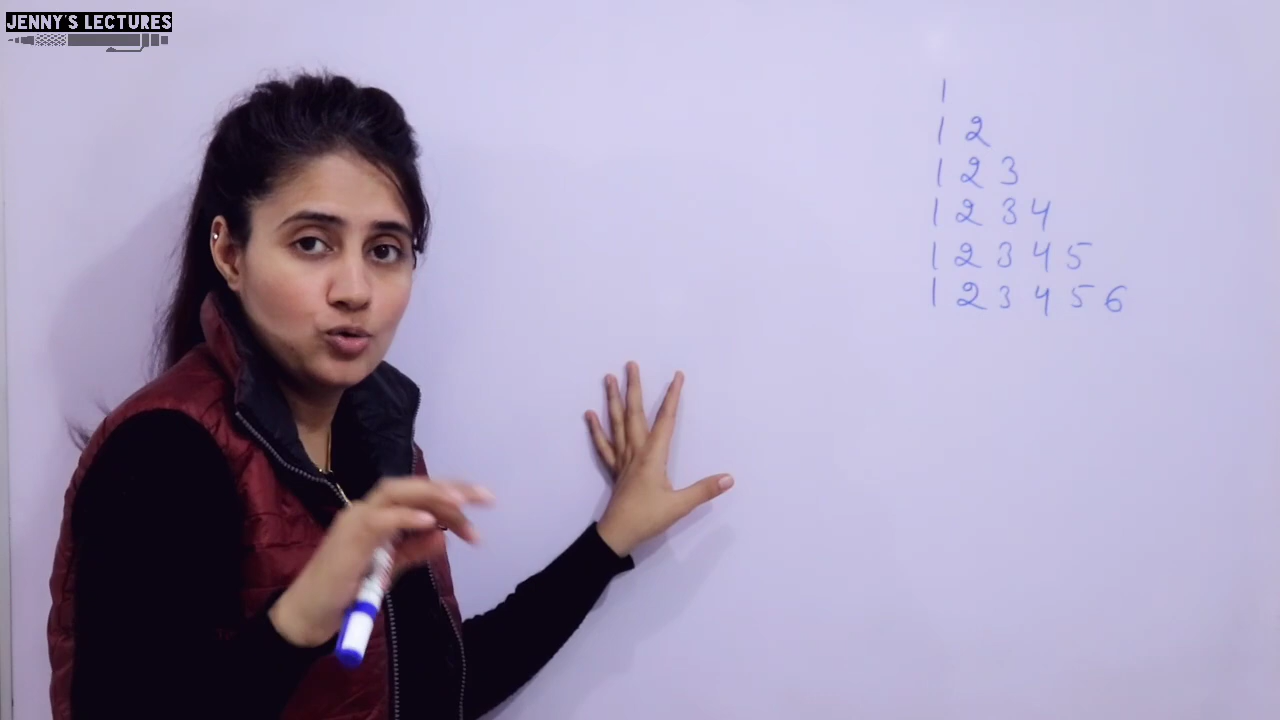 JENNY'S LECTURES
1
1 2
1 2 3
1 2 3 4
1 2 3 4 5
1 2 3 4 5 6